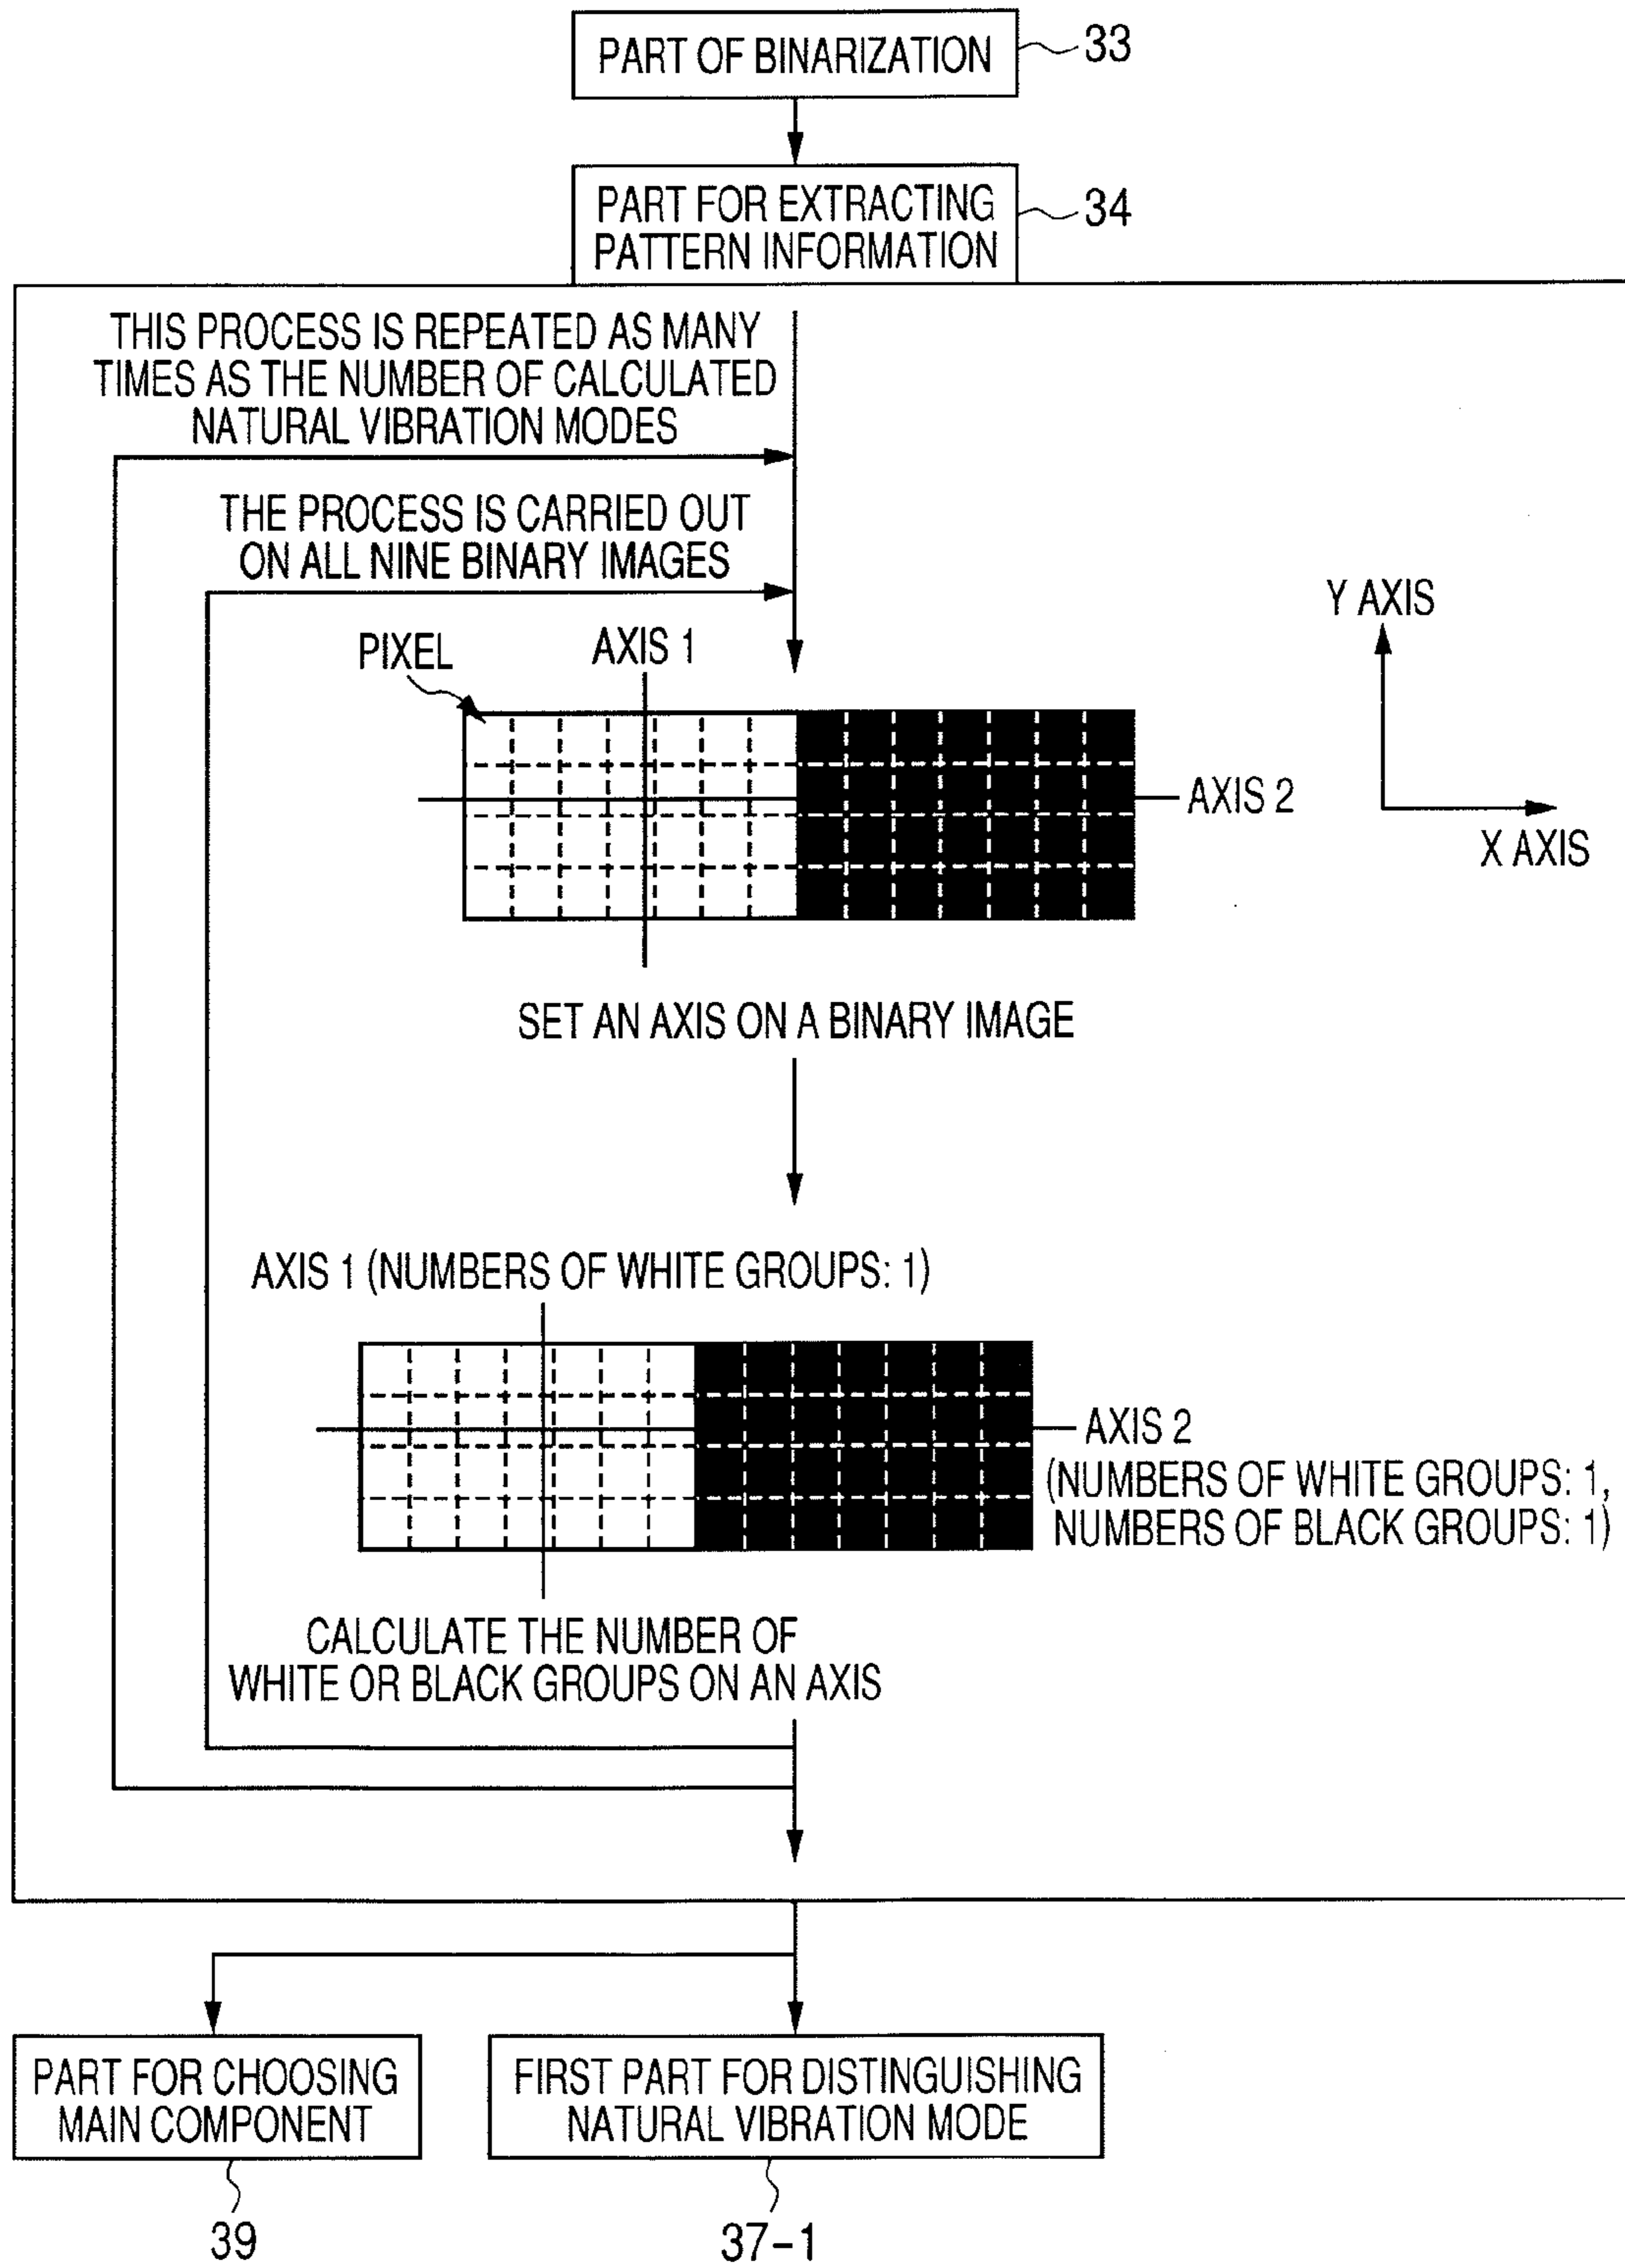 PART OF BINARIZATION
33
PART FOR EXTRACTING
PATTERN INFORMATION
34
THIS PROCESS IS REPEATED AS MANY
TIMES AS THE NUMBER OF CALCULATED
NATURAL VIBRATION MODES
THE PROCESS IS CARRIED OUT
ON ALL NINE BINARY IMAGES
Y AXIS
X AXIS
PIXEL
AXIS 1
AXIS 2
SET AN AXIS ON A BINARY IMAGE
AXIS 1 (NUMBERS OF WHITE GROUPS: 1)
AXIS 2
(NUMBERS OF WHITE GROUPS: 1,
NUMBERS OF BLACK GROUPS: 1)
CALCULATE THE NUMBER OF
WHITE OR BLACK GROUPS ON AN AXIS
PART FOR CHOOSING
MAIN COMPONENT
39
FIRST PART FOR DISTINGUISHING
NATURAL VIBRATION MODE
37-1